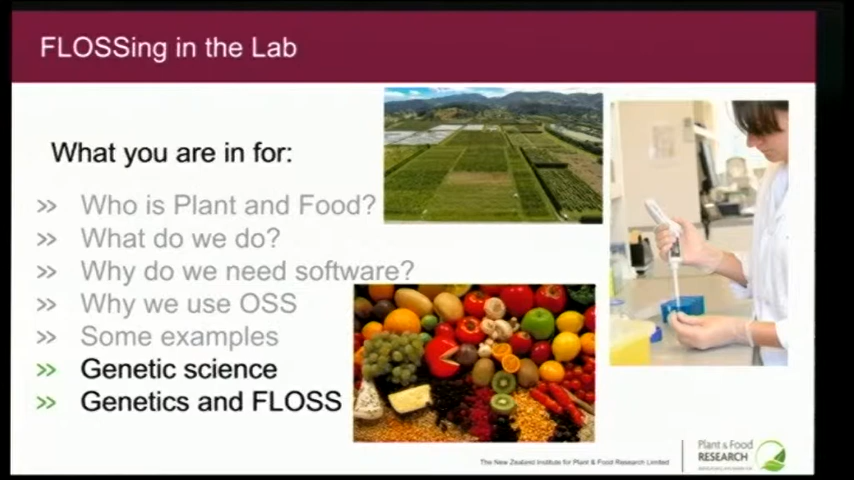 FLOSSing in the Lab
What you are in for:
>> Who is Plant and Food?
>> What do we do?
>> Why do we need software?
>> Why we use OSS
>> Some examples
>> Genetic science
>> Genetics and FLOSS
The New Zealand Institute for Plant & Food Research Limited
Plant & Food
RESEARCH